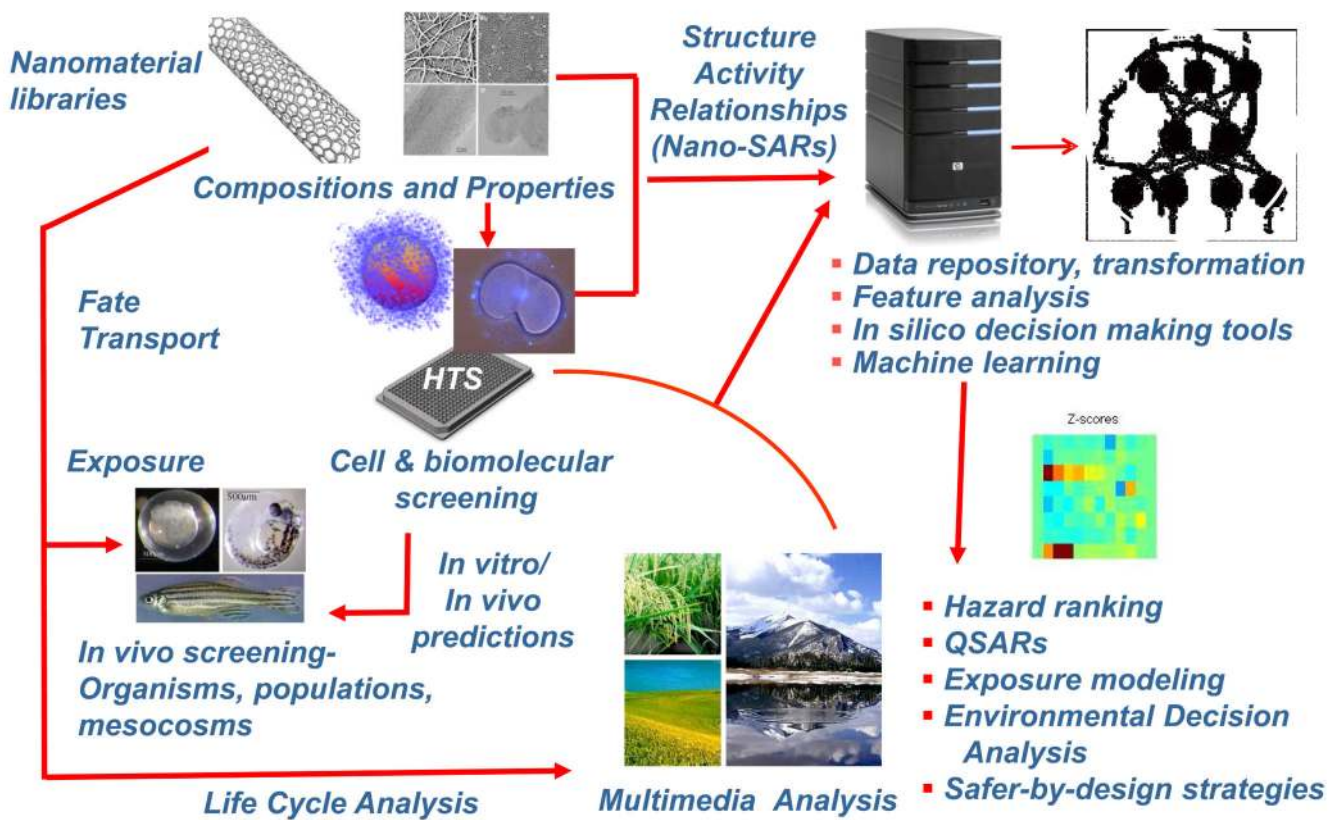 Nanomaterial
libraries
Structure
Activity
Relationships
(Nano-SARs)
Compositions and Properties
Fate
Transport
HTS
▪ Data repository, transformation
▪ Feature analysis
▪ In silico decision making tools
▪ Machine learning
Z-scores
Exposure
500μm
Cell & biomolecular
screening
In vitro/
In vivo
predictions
In vivo screening-
Organisms, populations,
mesocosms
▪ Hazard ranking
▪ QSARs
▪ Exposure modeling
▪ Environmental Decision
Analysis
▪ Safer-by-design strategies
Life Cycle Analysis
Multimedia Analysis